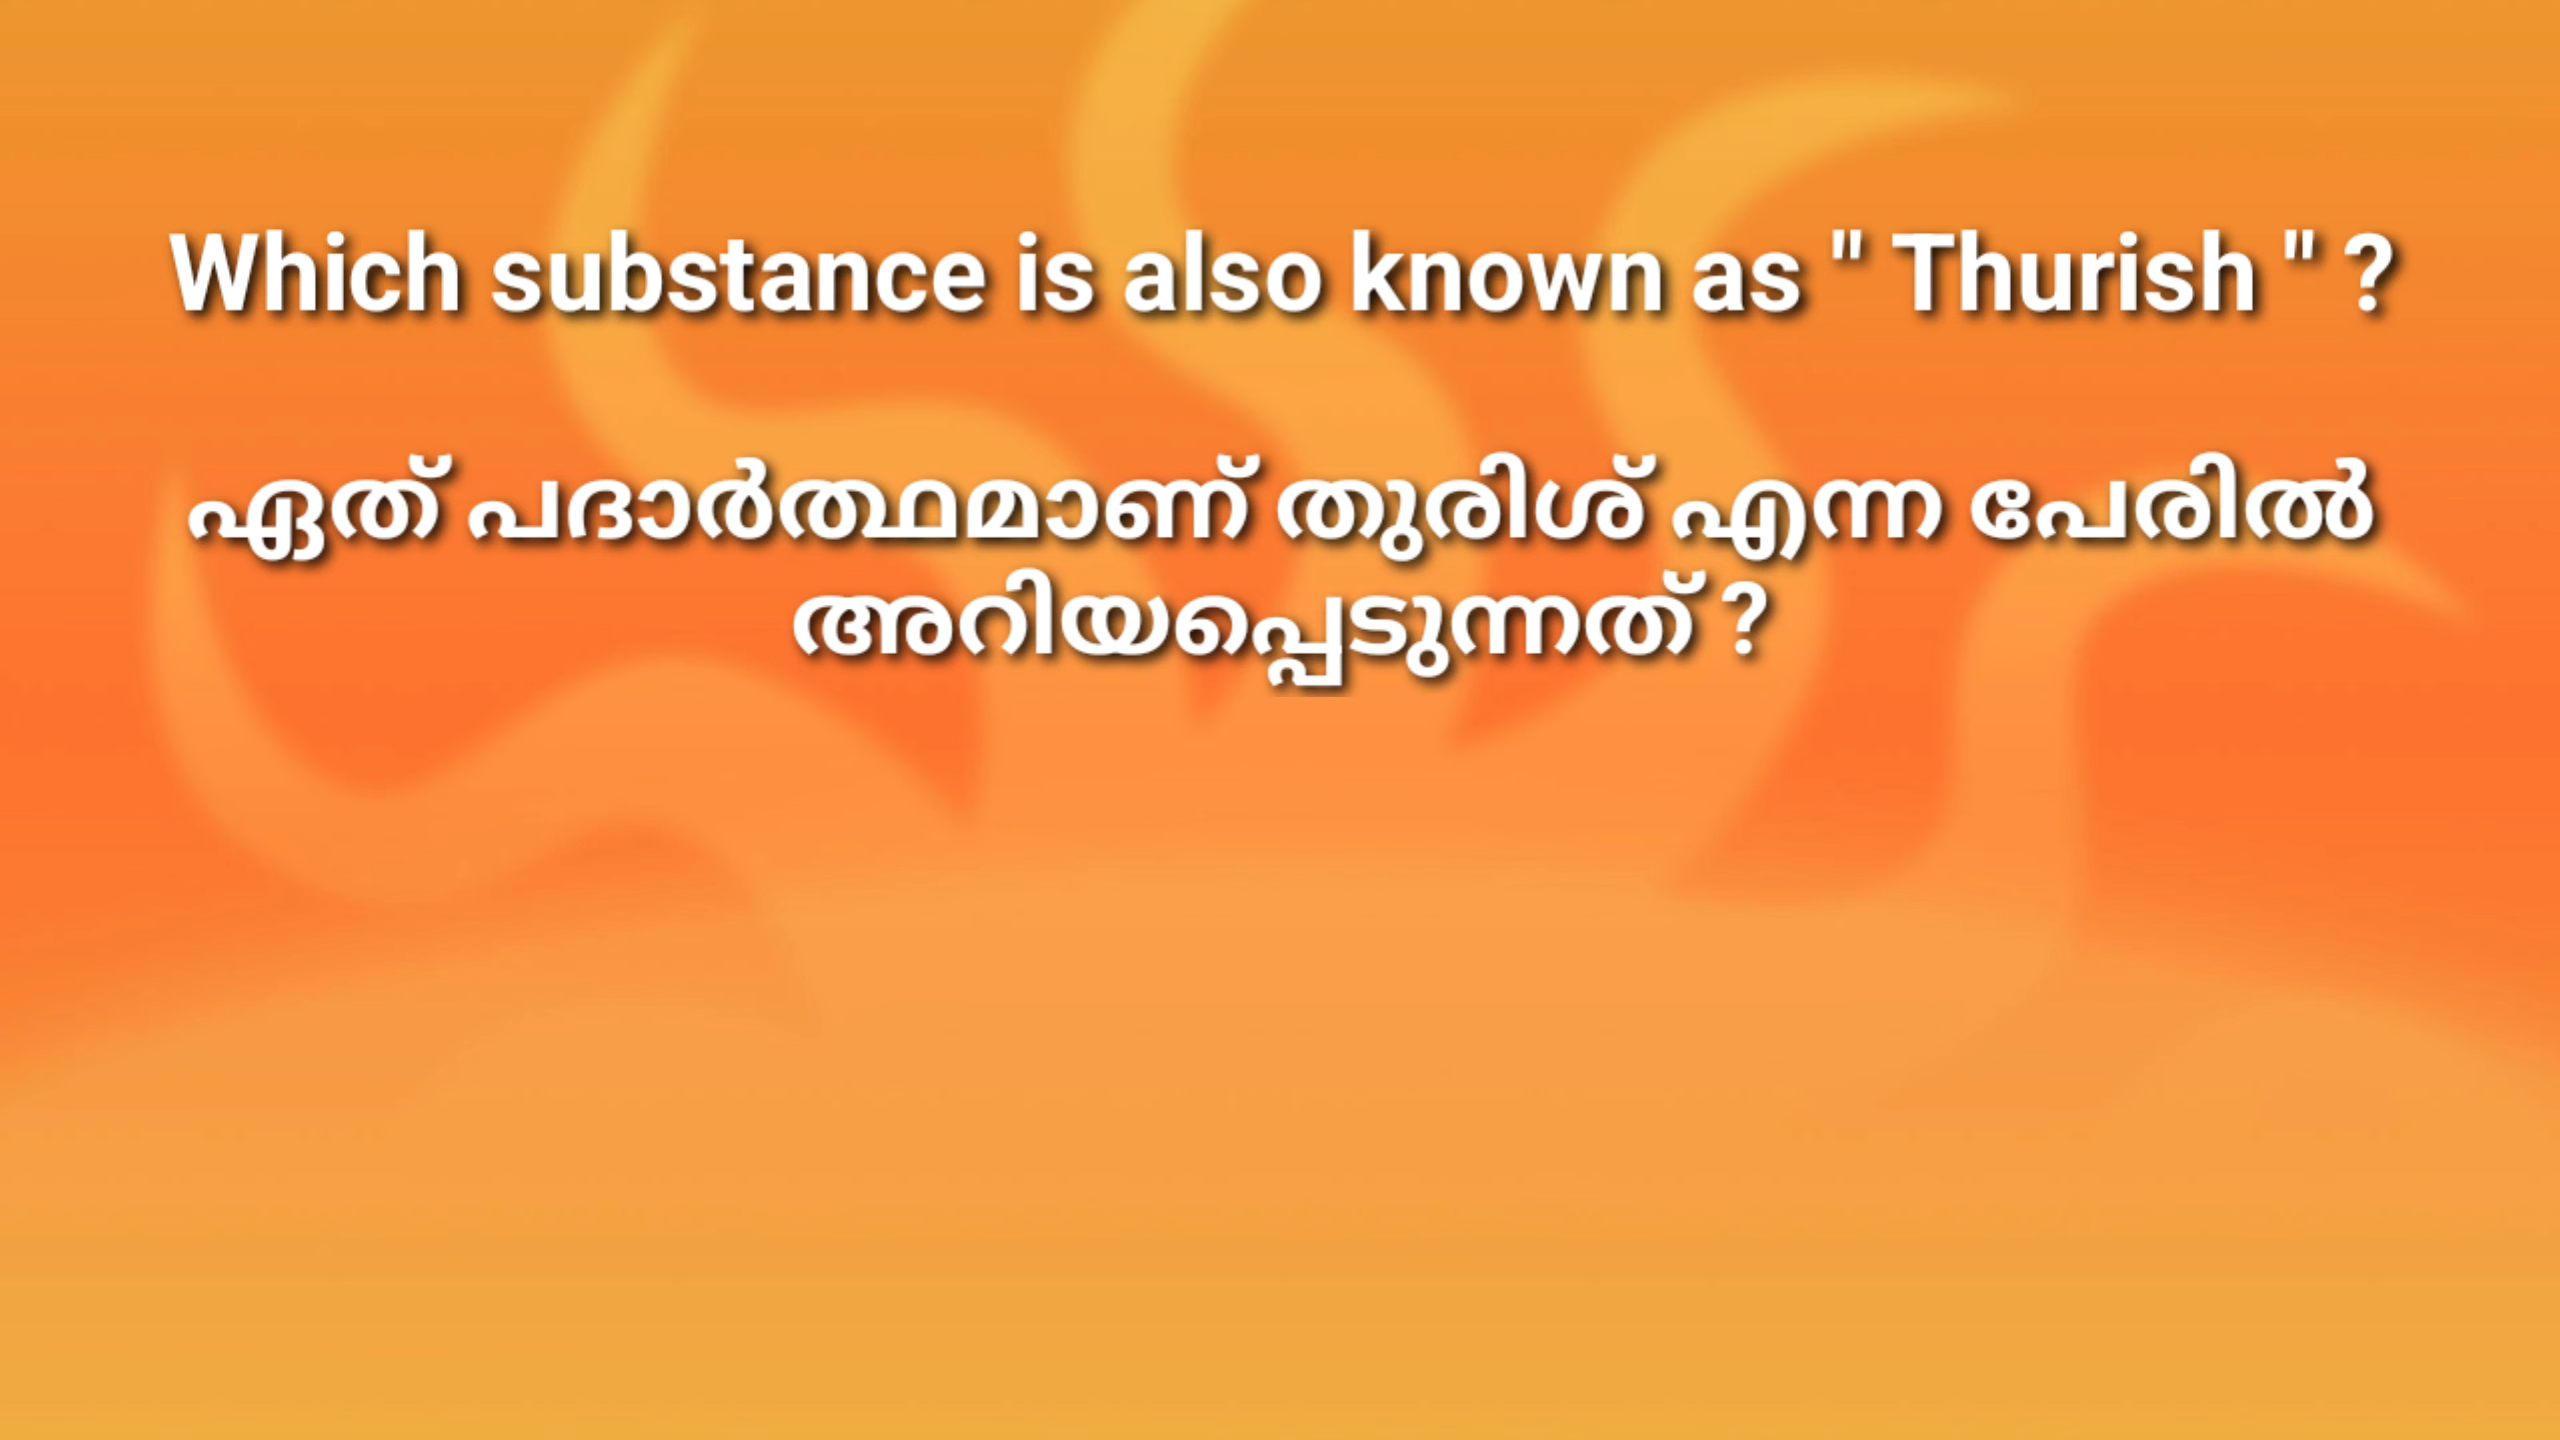 Which substance is also known as " Thurish " ?
ഏത് പദാർത്ഥമാണ് തുരിശ് എന്ന പേരിൽ
അറിയപ്പെടുന്നത് ?